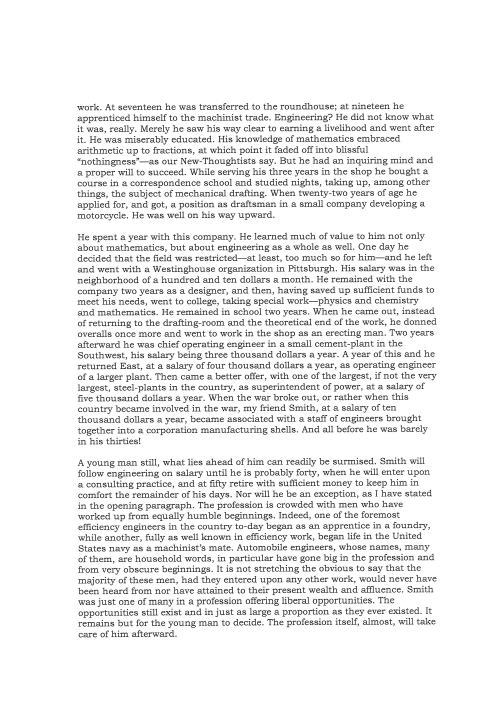 work. At seventeen he was transferred to the roundhouse; at nineteen he
apprenticed himself to the machinist trade. Engineering? He did not know what
it was, really. Merely he saw his way clear to earning a livelihood and went after
it. He was miserably educated. His knowledge of mathematics embraced
arithmetic up to fractions, at which point it faded off into blissful
“nothingness”—as our New-Thoughtists say. But he had an inquiring mind and
a proper will to succeed. While serving his three years in the shop he bought a
course in a correspondence school and studied nights, taking up, among other
things, the subject of mechanical drafting. When twenty-two years of age he
applied for, and got, a position as draftsman in a small company developing a
motorcycle. He was well on his way upward.
He spent a year with this company. He learned much of value to him not only
about mathematics, but about engineering as a whole as well. One day he
decided that the field was restricted—at least, too much so for him—and he left
and went with a Westinghouse organization in Pittsburgh. His salary was in the
neighborhood of a hundred and ten dollars a month. He remained with the
company two years as a designer, and then, having saved up sufficient funds to
meet his needs, went to college, taking special work—physics and chemistry
and mathematics. He remained in school two years. When he came out, instead
of returning to the drafting-room and the theoretical end of the work, he donned
overalls once more and went to work in the shop as an erecting man. Two years
afterward he was chief operating engineer in a small cement-plant in the
Southwest, his salary being three thousand dollars a year. A year of this and he
returned East, at a salary of four thousand dollars a year, as operating engineer
of a larger plant. Then came a better offer, with one of the largest, if not the very
largest, steel-plants in the country, as superintendent of power, at a salary of
five thousand dollars a year. When the war broke out, or rather when this
country became involved in the war, my friend Smith, at a salary of ten
thousand dollars a year, became associated with a staff of engineers brought
together into a corporation manufacturing shells. And all before he was barely
in his thirties!
A young man still, what lies ahead of him can readily be surmised. Smith will
follow engineering on salary until he is probably forty, when he will enter upon
a consulting practice, and at fifty retire with sufficient money to keep him in
comfort the remainder of his days. Nor will he be an exception, as I have stated
in the opening paragraph. The profession is crowded with men who have
worked up from equally humble beginnings. Indeed, one of the foremost
efficiency engineers in the country to-day began as an apprentice in a foundry,
while another, fully as well known in efficiency work, began life in the United
States navy as a machinist’s mate. Automobile engineers, whose names, many
of them, are household words, in particular have gone big in the profession and
from very obscure beginnings. It is not stretching the obvious to say that the
majority of these men, had they entered upon any other work, would never have
been heard from nor have attained to their present wealth and affluence. Smith
was just one of many in a profession offering liberal opportunities. The
opportunities still exist and in just as large a proportion as they ever existed. It
remains but for the young man to decide. The profession itself, almost, will take
care of him afterward.